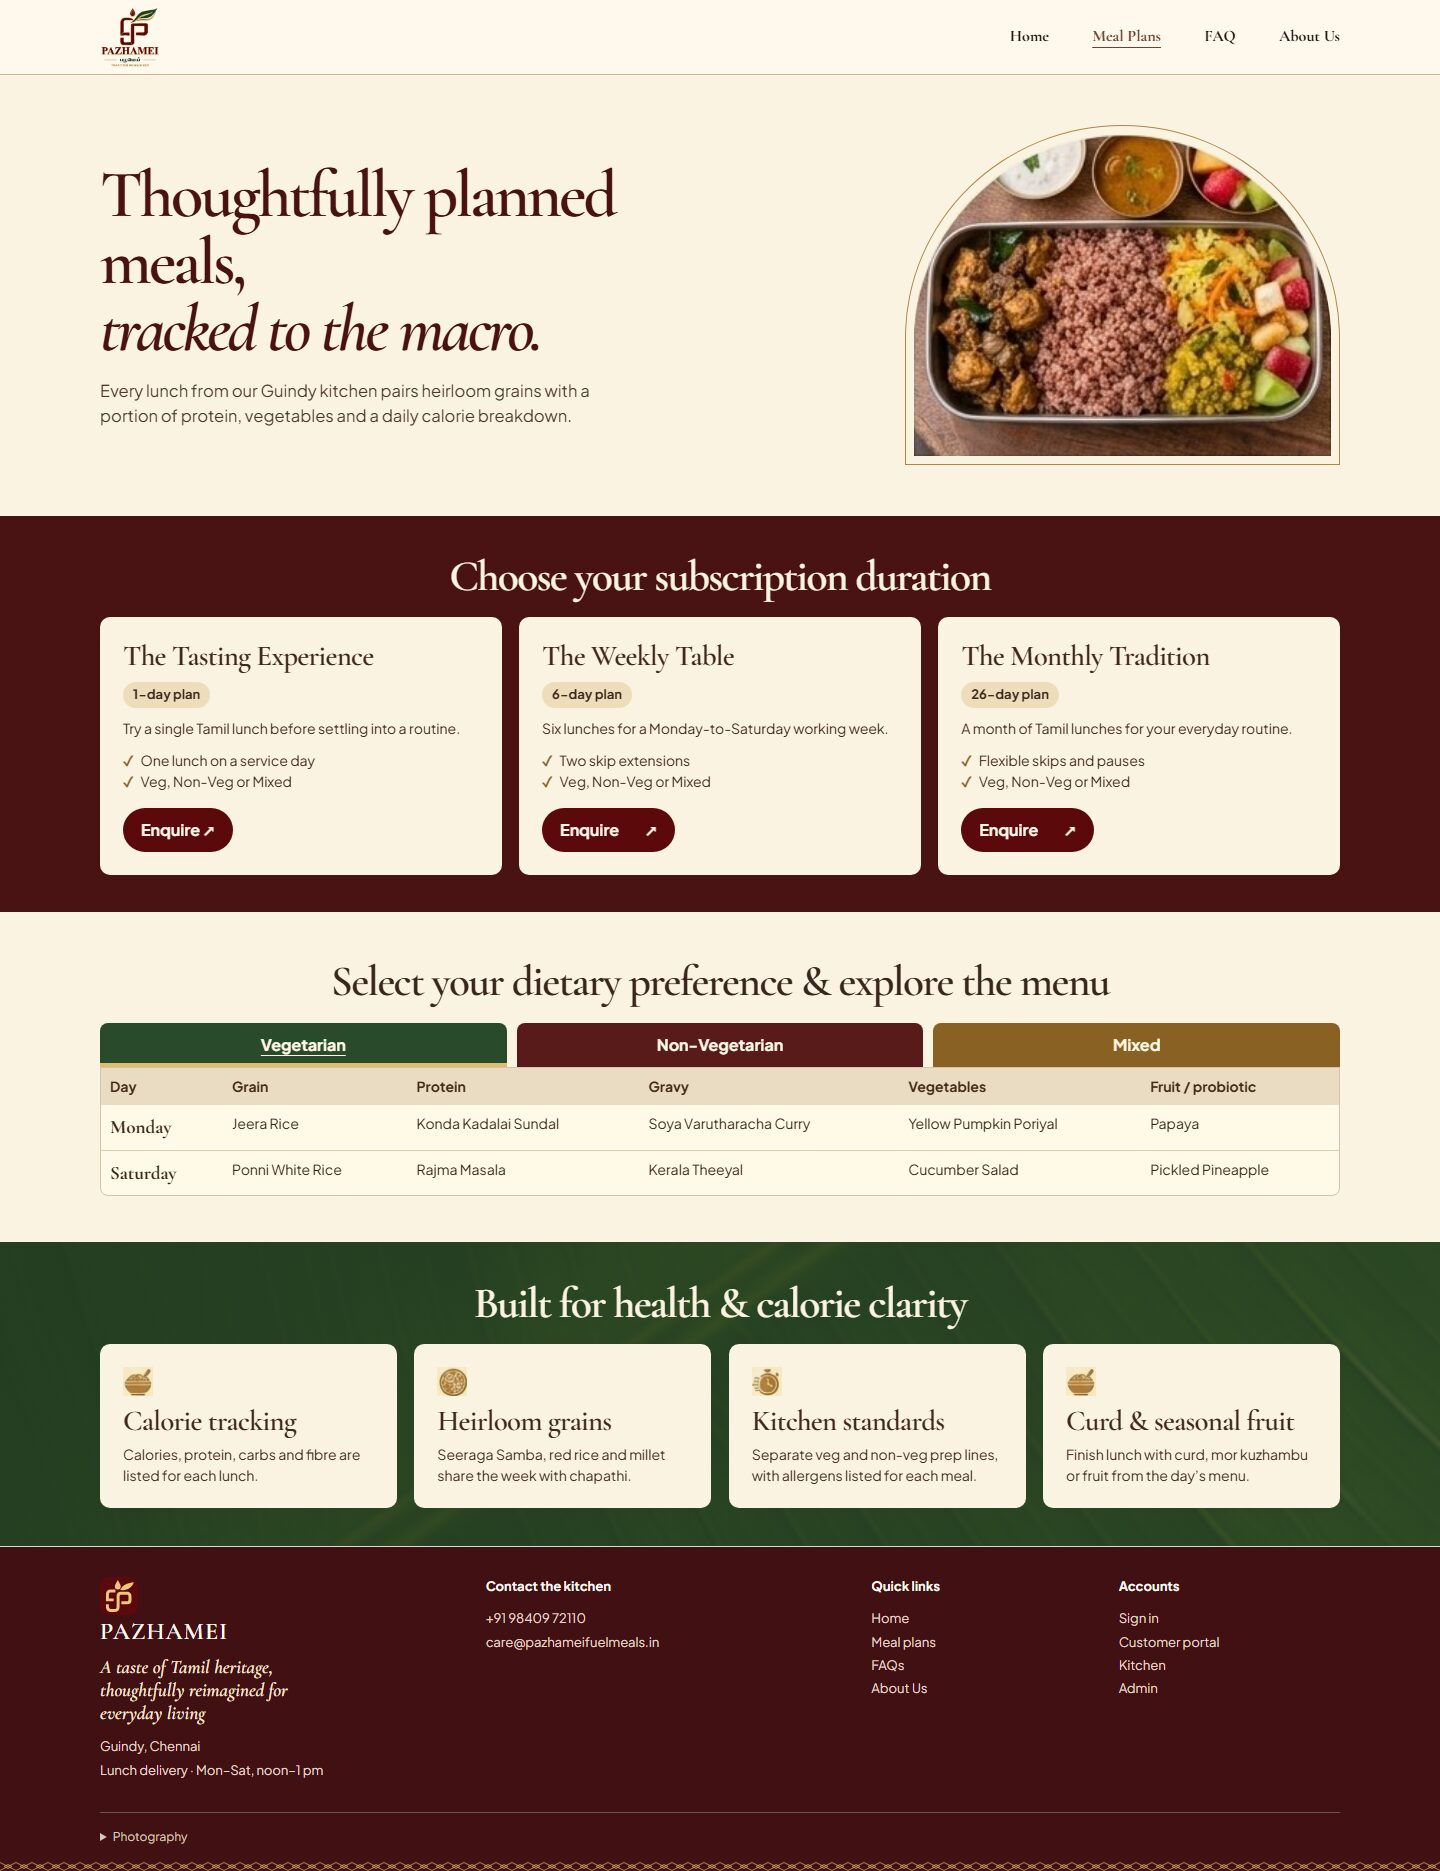 PAZHAMEI
பழமெய்
Home
Meal Plans
FAQ
About Us
Thoughtfully planned
meals,
tracked to the macro.
Every lunch from our Guindy kitchen pairs heirloom grains with a
portion of protein, vegetables and a daily calorie breakdown.
Choose your subscription duration
The Tasting Experience
1-day plan
Try a single Tamil lunch before settling into a routine.
✓ One lunch on a service day
✓ Veg, Non-Veg or Mixed
Enquire ↗
The Weekly Table
6-day plan
Six lunches for a Monday-to-Saturday working week.
✓ Two skip extensions
✓ Veg, Non-Veg or Mixed
Enquire ↗
The Monthly Tradition
26-day plan
A month of Tamil lunches for your everyday routine.
✓ Flexible skips and pauses
✓ Veg, Non-Veg or Mixed
Enquire ↗
Select your dietary preference & explore the menu
Vegetarian
Non-Vegetarian
Mixed
Day Grain Protein Gravy Vegetables Fruit / probiotic
Monday Jeera Rice Konda Kadalai Sundal Soya Varutharacha Curry Yellow Pumpkin Poriyal Papaya
Saturday Ponni White Rice Rajma Masala Kerala Theeyal Cucumber Salad Pickled Pineapple
Built for health & calorie clarity
Calorie tracking
Calories, protein, carbs and fibre are
listed for each lunch.
Heirloom grains
Seeraga Samba, red rice and millet
share the week with chapathi.
Kitchen standards
Separate veg and non-veg prep lines,
with allergens listed for each meal.
Curd & seasonal fruit
Finish lunch with curd, mor kuzhambu
or fruit from the day's menu.
PAZHAMEI
A taste of Tamil heritage,
thoughtfully reimagined for
everyday living
Guindy, Chennai
Lunch delivery · Mon–Sat, noon–1 pm
Contact the kitchen
+91 98409 72110
care@pazhameifuelmeals.in
Quick links
Home
Meal plans
FAQs
About Us
Accounts
Sign in
Customer portal
Kitchen
Admin
▶ Photography